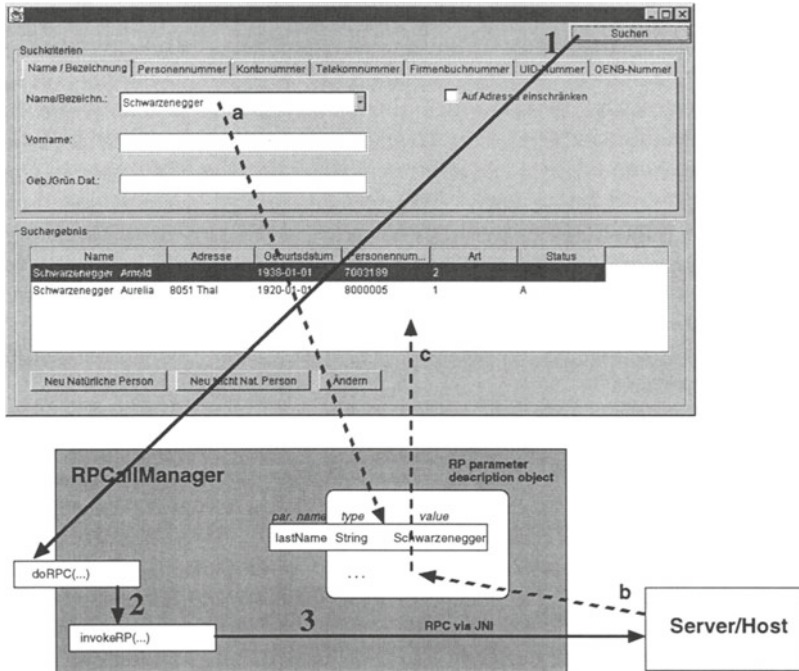 1
Suchen
Suchkriterien
Name / Bezeichnung Personennummer Kontonummer Telekomnummer Firmenbuchnummer UID-Nummer OENB-Nummer
Name/Bezeichn.: Schwarzenegger a Auf Adresse einschränken
Vorname:
Geb./Grün Dat.:
Suchergebnis
Name Adresse Geburtsdatum Personennum... Art Status
Schwarzenegger Arnold 1938-01-01 7003189 2
Schwarzenegger Aurelia 8051 Thal 1920-01-01 8000005 1 A
c
Neu Natürliche Person Neu Nicht Nat. Person Ändern
RPCallManager
RP parameter
description object
par. name type value
lastName String Schwarzenegger
...
doRPC(...)
b
2
3
RPC via JNI
invokeRP(...)
Server/Host